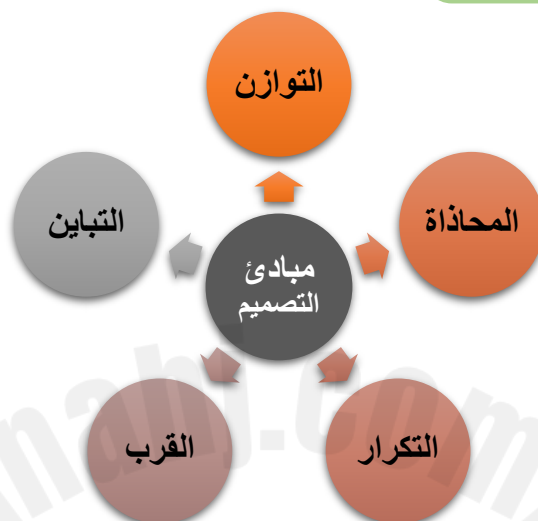 التوازن
المحاذاة
التكرار
القرب
التباين
مبادئ
التصميم